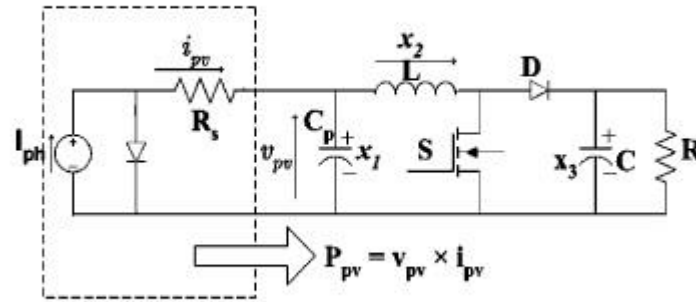 i_pv
x_2
L
D
R_s
I_ph
v_pv
C_p
+
x_1
−
S
+
x_3
−
C
R
+
−
P_pv = v_pv × i_pv